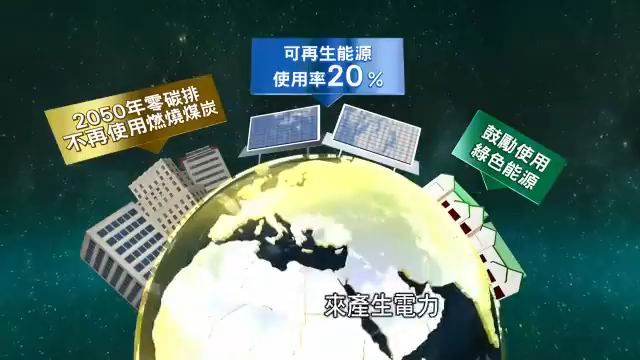 2050年零碳排
不再使用燃燒煤炭
可再生能源
使用率20%
鼓勵使用
綠色能源
來產生電力